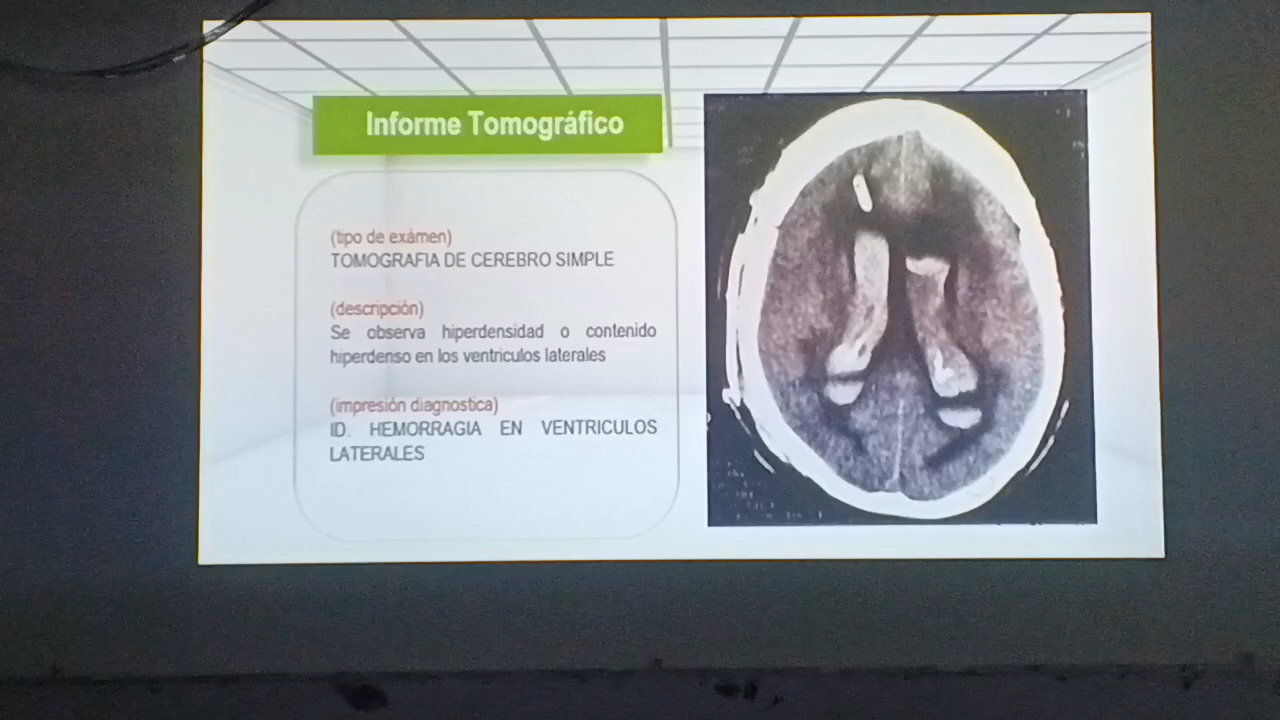 Informe Tomográfico
(tipo de exámen)
TOMOGRAFIA DE CEREBRO SIMPLE
(descripción)
Se observa hiperdensidad o contenido
hiperdenso en los ventriculos laterales
(impresión diagnostica)
ID. HEMORRAGIA EN VENTRICULOS
LATERALES